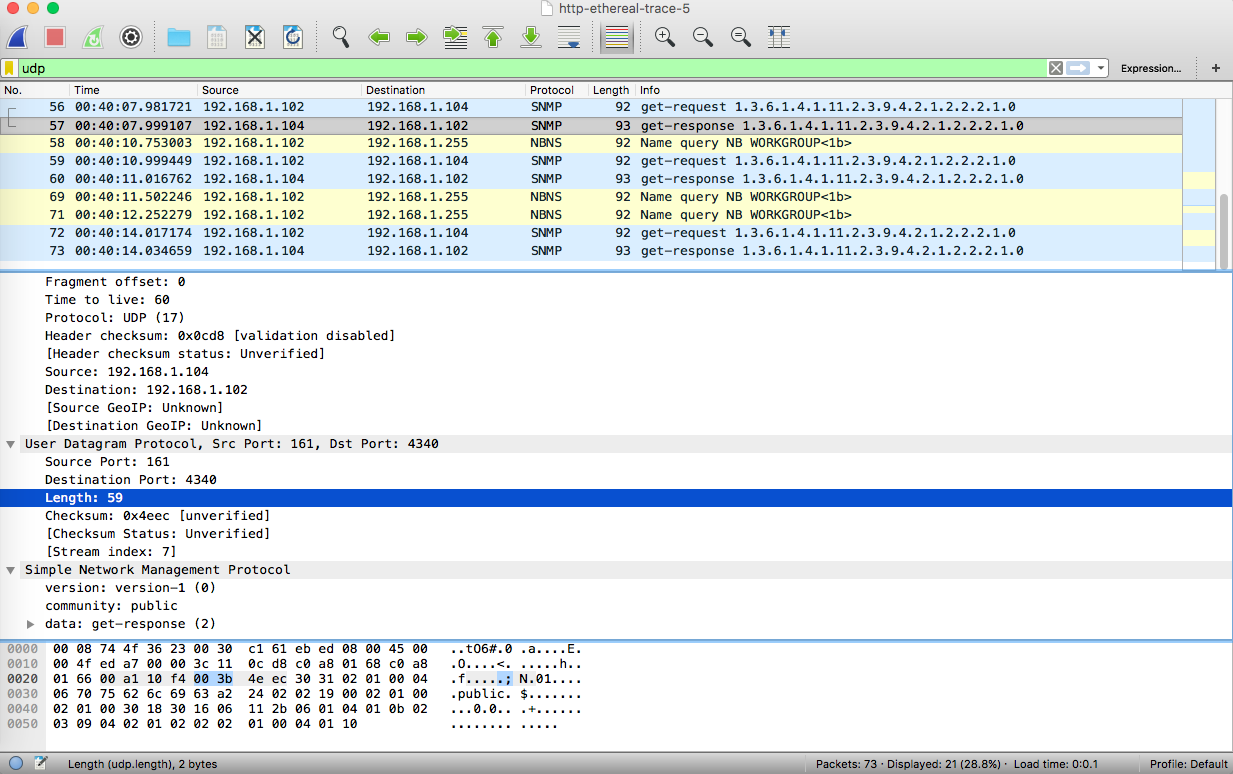 http-ethereal-trace-5
udp Expression... +
No. Time Source Destination Protocol Length Info
56 00:40:07.981721 192.168.1.102 192.168.1.104 SNMP 92 get-request 1.3.6.1.4.1.11.2.3.9.4.2.1.2.2.2.1.0
57 00:40:07.999107 192.168.1.104 192.168.1.102 SNMP 93 get-response 1.3.6.1.4.1.11.2.3.9.4.2.1.2.2.2.1.0
58 00:40:10.753003 192.168.1.102 192.168.1.255 NBNS 92 Name query NB WORKGROUP<1b>
59 00:40:10.999449 192.168.1.102 192.168.1.104 SNMP 92 get-request 1.3.6.1.4.1.11.2.3.9.4.2.1.2.2.2.1.0
60 00:40:11.016762 192.168.1.104 192.168.1.102 SNMP 93 get-response 1.3.6.1.4.1.11.2.3.9.4.2.1.2.2.2.1.0
69 00:40:11.502246 192.168.1.102 192.168.1.255 NBNS 92 Name query NB WORKGROUP<1b>
71 00:40:12.252279 192.168.1.102 192.168.1.255 NBNS 92 Name query NB WORKGROUP<1b>
72 00:40:14.017174 192.168.1.102 192.168.1.104 SNMP 92 get-request 1.3.6.1.4.1.11.2.3.9.4.2.1.2.2.2.1.0
73 00:40:14.034659 192.168.1.104 192.168.1.102 SNMP 93 get-response 1.3.6.1.4.1.11.2.3.9.4.2.1.2.2.2.1.0
Fragment offset: 0
Time to live: 60
Protocol: UDP (17)
Header checksum: 0x0cd8 [validation disabled]
[Header checksum status: Unverified]
Source: 192.168.1.104
Destination: 192.168.1.102
[Source GeoIP: Unknown]
[Destination GeoIP: Unknown]
User Datagram Protocol, Src Port: 161, Dst Port: 4340
Source Port: 161
Destination Port: 4340
Length: 59
Checksum: 0x4eec [unverified]
[Checksum Status: Unverified]
[Stream index: 7]
Simple Network Management Protocol
version: version-1 (0)
community: public
data: get-response (2)
0000 00 08 74 4f 36 23 00 30 c1 61 eb ed 08 00 45 00 ..tO6#.0 .a....E.
0010 00 4f ed a7 00 00 3c 11 0c d8 c0 a8 01 68 c0 a8 .O....<. .....h..
0020 01 66 00 a1 10 f4 00 3b 4e ec 30 31 02 01 00 04 .f.....; N.01....
0030 06 70 75 62 6c 69 63 a2 24 02 02 19 00 02 01 00 .public. $.......
0040 02 01 00 30 18 30 16 06 11 2b 06 01 04 01 0b 02 ...0.0.. .+......
0050 03 09 04 02 01 02 02 02 01 00 04 01 10 ........ .....
Length (udp.length), 2 bytes Packets: 73 · Displayed: 21 (28.8%) · Load time: 0:0.1 Profile: Default